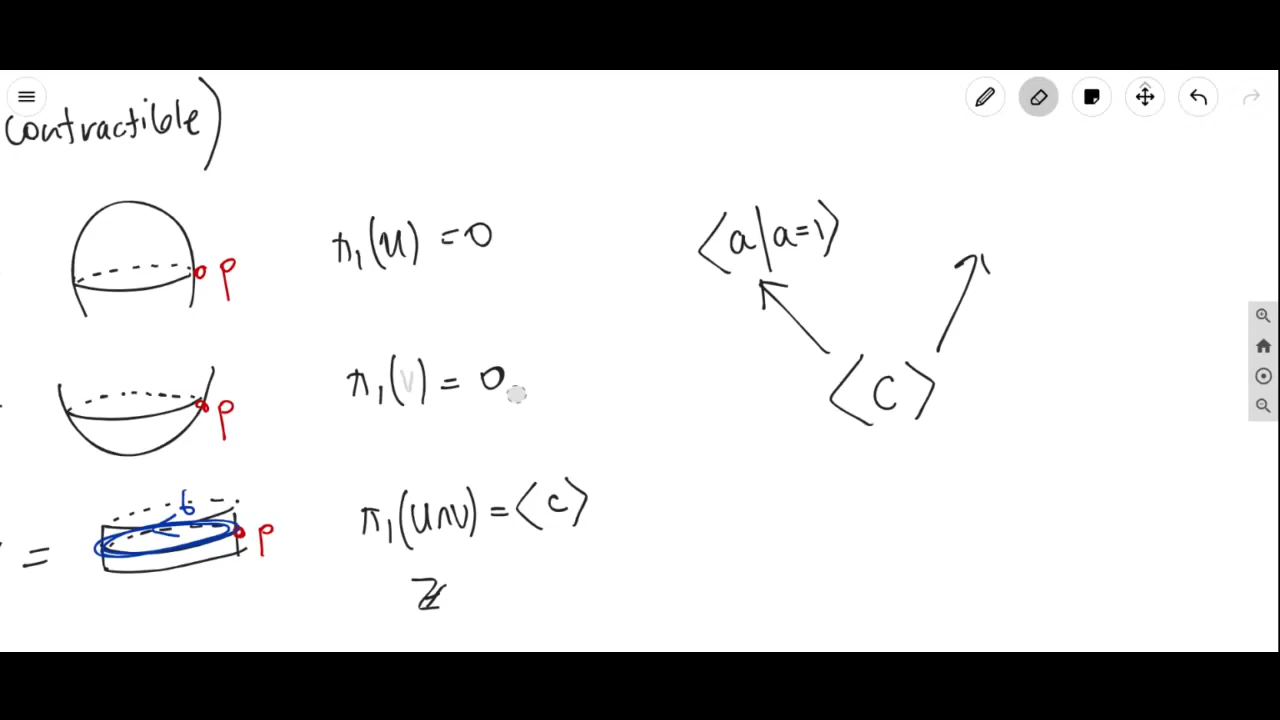 contractible)
p
π₁(U) = 0
⟨a|a=1⟩
p
π₁(V) = 0
⟨c⟩
b
= p
π₁(U∩V) = ⟨c⟩
ℤ